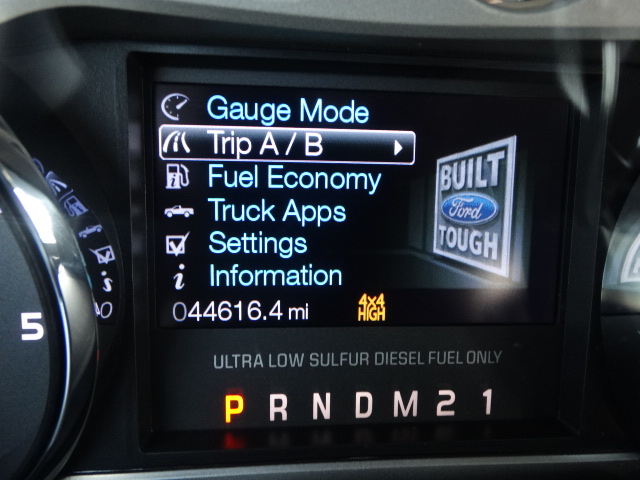 Gauge Mode
Trip A / B
Fuel Economy
Truck Apps
Settings
Information
BUILT
Ford
TOUGH
044616.4 mi
4x4
HIGH
5
ULTRA LOW SULFUR DIESEL FUEL ONLY
P R N D M 2 1